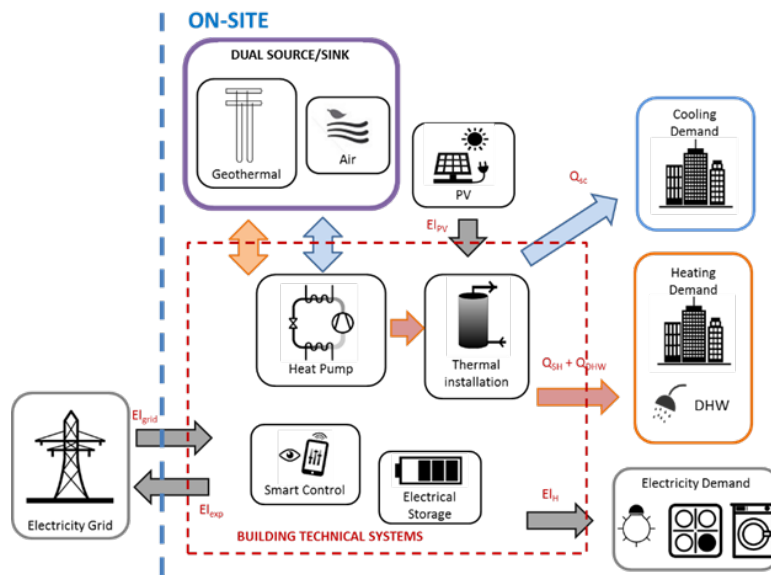 ON-SITE
DUAL SOURCE/SINK
Geothermal
Air
PV
Cooling
Demand
Qsc
ElPV
Heating
Demand
Heat Pump
Thermal
installation
QSH + QDHW
DHW
Elgrid
Elexp
Electricity Grid
Smart Control
Electrical
Storage
ElH
BUILDING TECHNICAL SYSTEMS
Electricity Demand